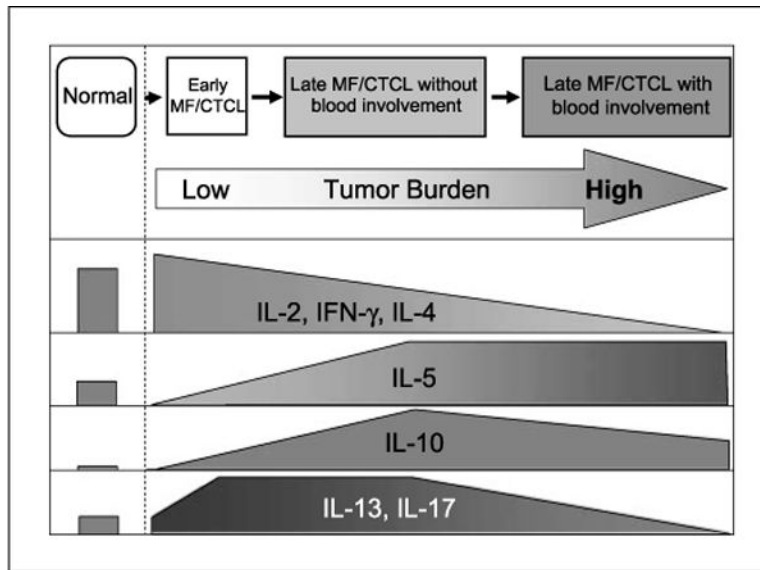 Normal
Early
MF/CTCL
Late MF/CTCL without
blood involvement
Late MF/CTCL with
blood involvement
Low Tumor Burden High
IL-2, IFN-γ, IL-4
IL-5
IL-10
IL-13, IL-17